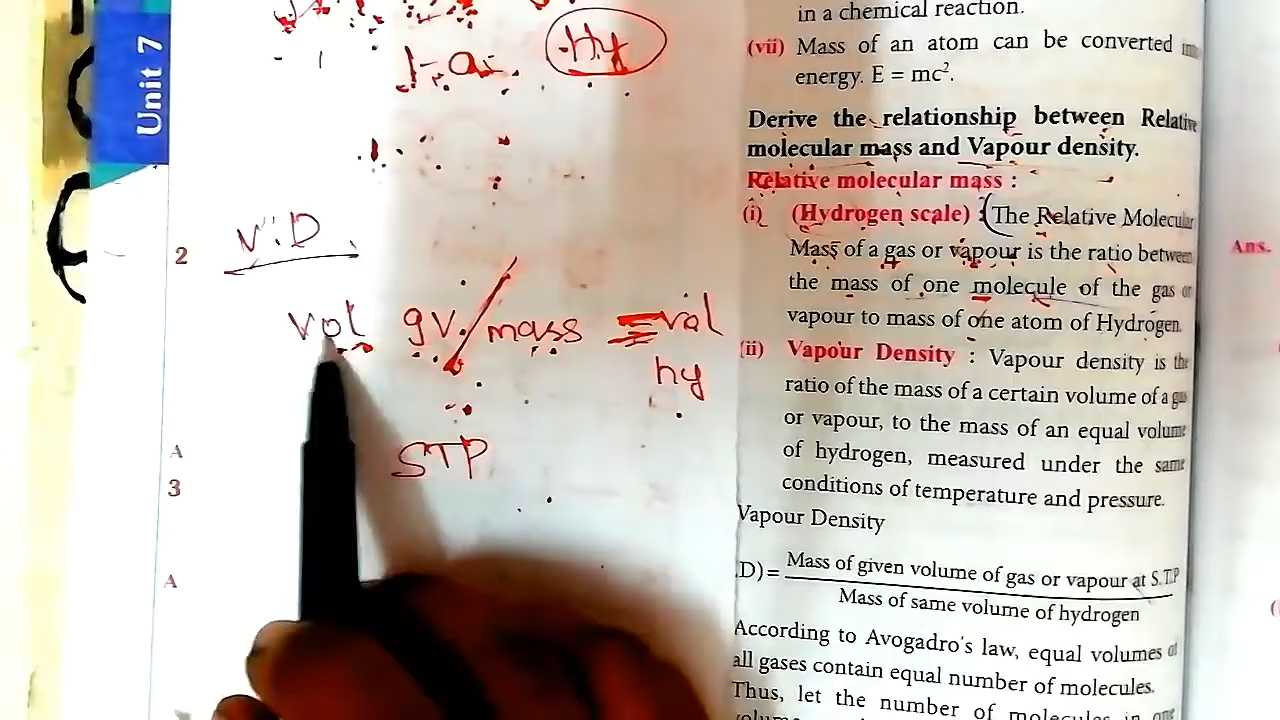 Unit 7
Hy
2
V.D
vol gv. mass vol
hy
STP
A
3
A
in a chemical reaction.
(vii) Mass of an atom can be converted
energy. E = mc².
Derive the relationship between Relative
molecular mass and Vapour density.
Relative molecular mass :
(i) (Hydrogen scale) : (The Relative Molecular
Mass of a gas or vapour is the ratio between
the mass of one molecule of the gas or
vapour to mass of one atom of Hydrogen.
(ii) Vapour Density : Vapour density is the
ratio of the mass of a certain volume of a gas
or vapour, to the mass of an equal volume
of hydrogen, measured under the same
conditions of temperature and pressure.
Vapour Density
.D) = Mass of given volume of gas or vapour at S.T.P
Mass of same volume of hydrogen
According to Avogadro's law, equal volumes of
all gases contain equal number of molecules.
Thus, let the number of molecules in one
Ans.